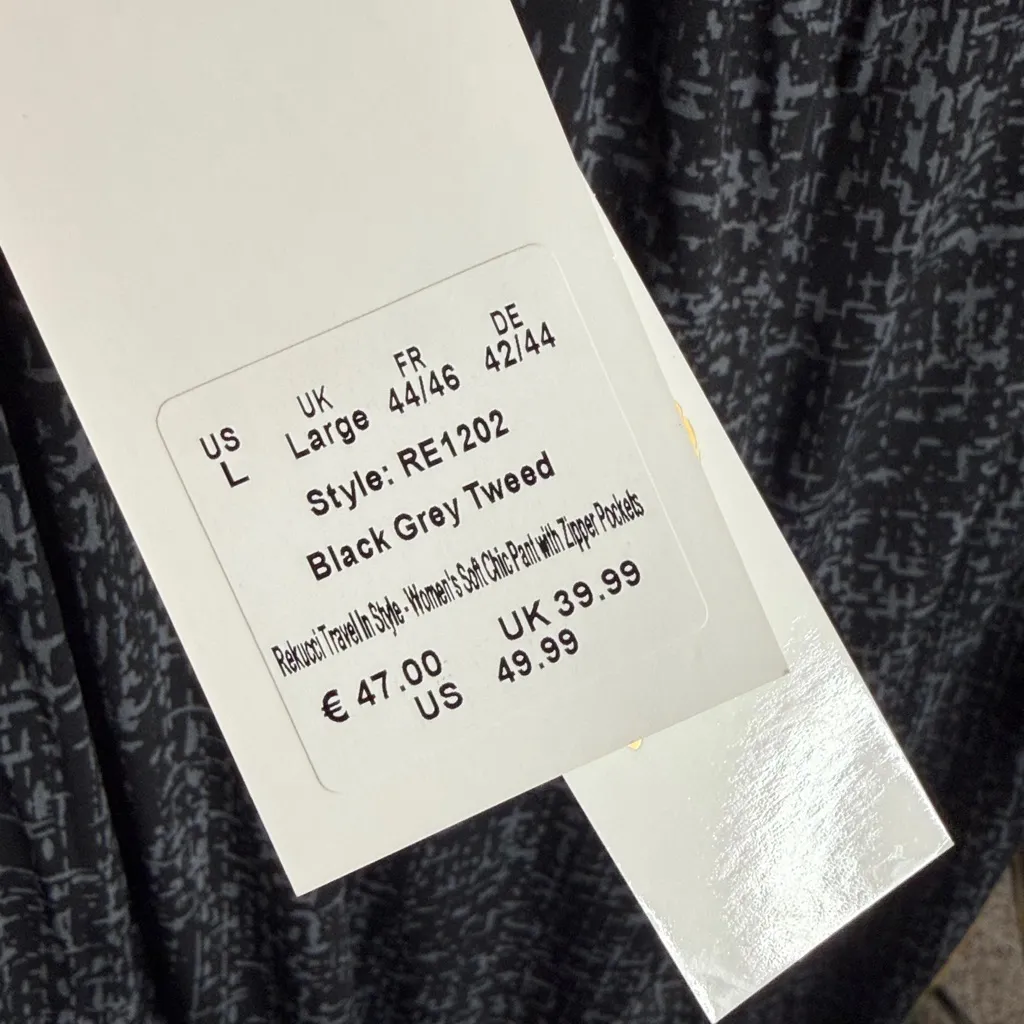 US UK FR DE
L Large 44/46 42/44
Style: RE1202
Black Grey Tweed
Rekucci Travel In Style - Women's Soft Chic Pant with Zipper Pockets
€ 47.00 UK 39.99
US 49.99